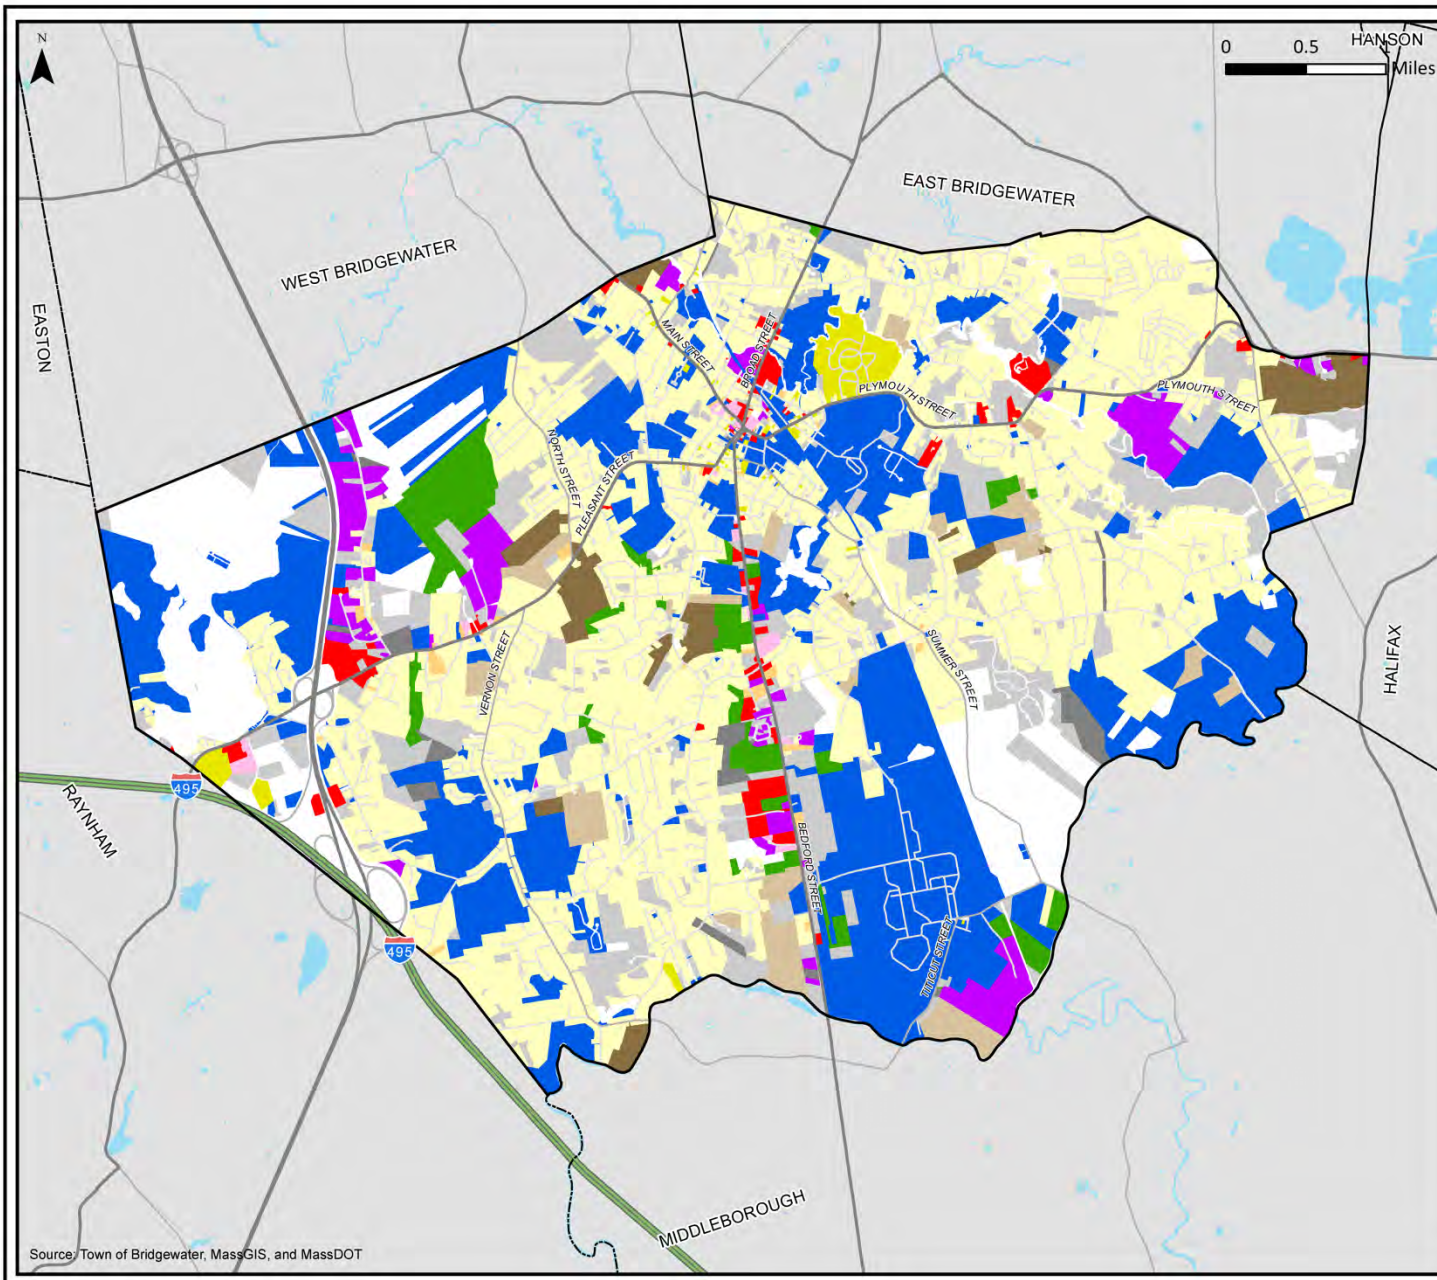 N
0 0.5 1
Miles
HANSON
EAST BRIDGEWATER
WEST BRIDGEWATER
EASTON
MAIN STREET
BROAD STREET
PLYMOUTH STREET
PLYMOUTH STREET
NORTH STREET
PLEASANT STREET
SUMMER STREET
VERNON STREET
HALIFAX
RAYNHAM
495
BEDFORD STREET
TITICUT STREET
495
MIDDLEBOROUGH
Source: Town of Bridgewater, MassGIS, and MassDOT